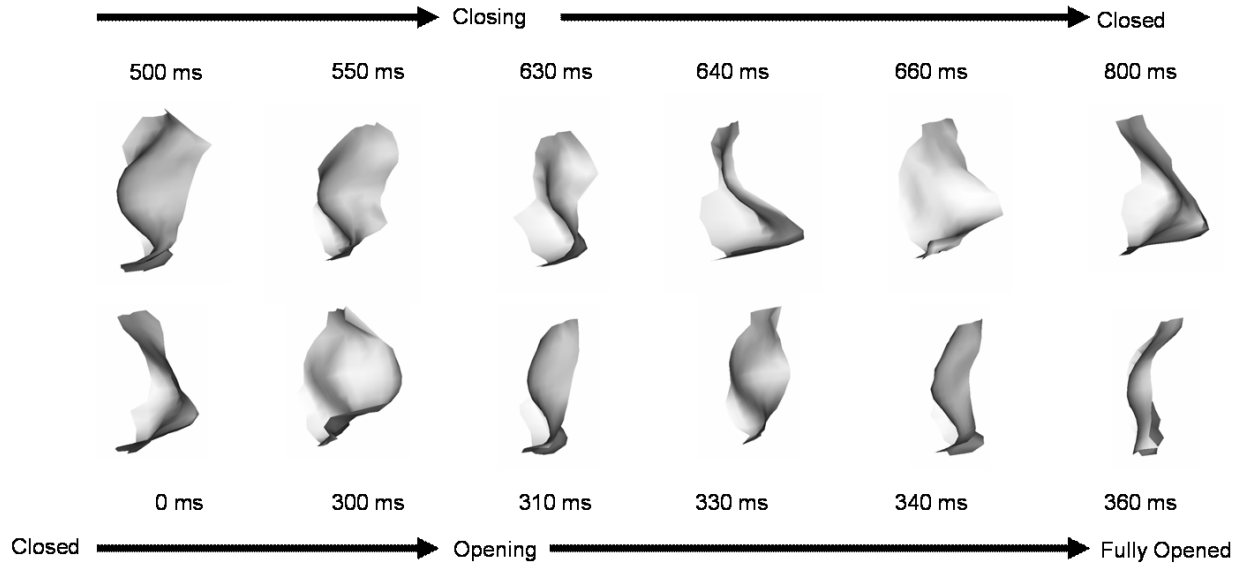 Closing
Closed
500 ms
550 ms
630 ms
640 ms
660 ms
800 ms
0 ms
300 ms
310 ms
330 ms
340 ms
360 ms
Closed
Opening
Fully Opened